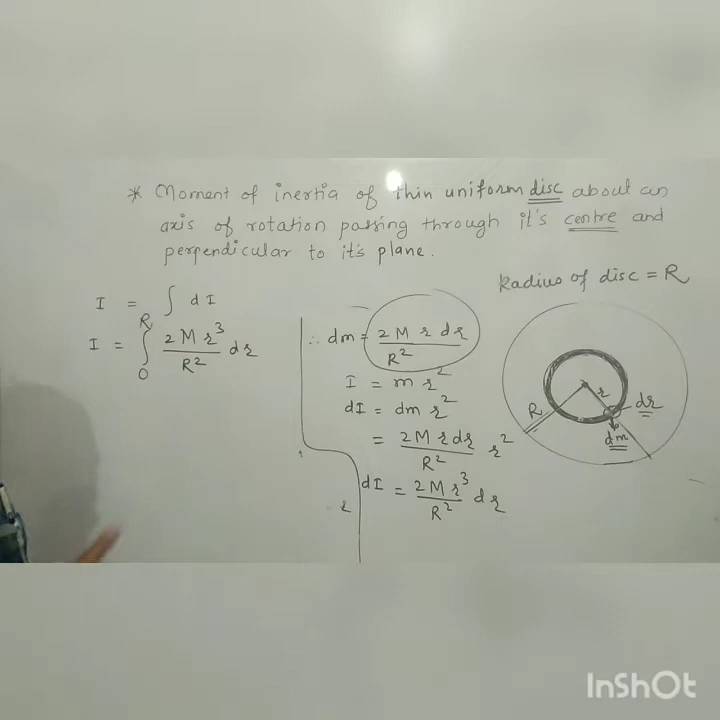 * Moment of inertia of thin uniform disc about an
axis of rotation passing through it's centre and
perpendicular to it's plane.
Radius of disc = R
I = ∫ dI
I = ∫₀ᴿ 2Mr³/R² dr
∴ dm = 2Mr dr/R²
I = mr²
dI = dm r²
= 2Mr dr/R² r²
dI = 2Mr³/R² dr
R
r
dr
dm
InShOt